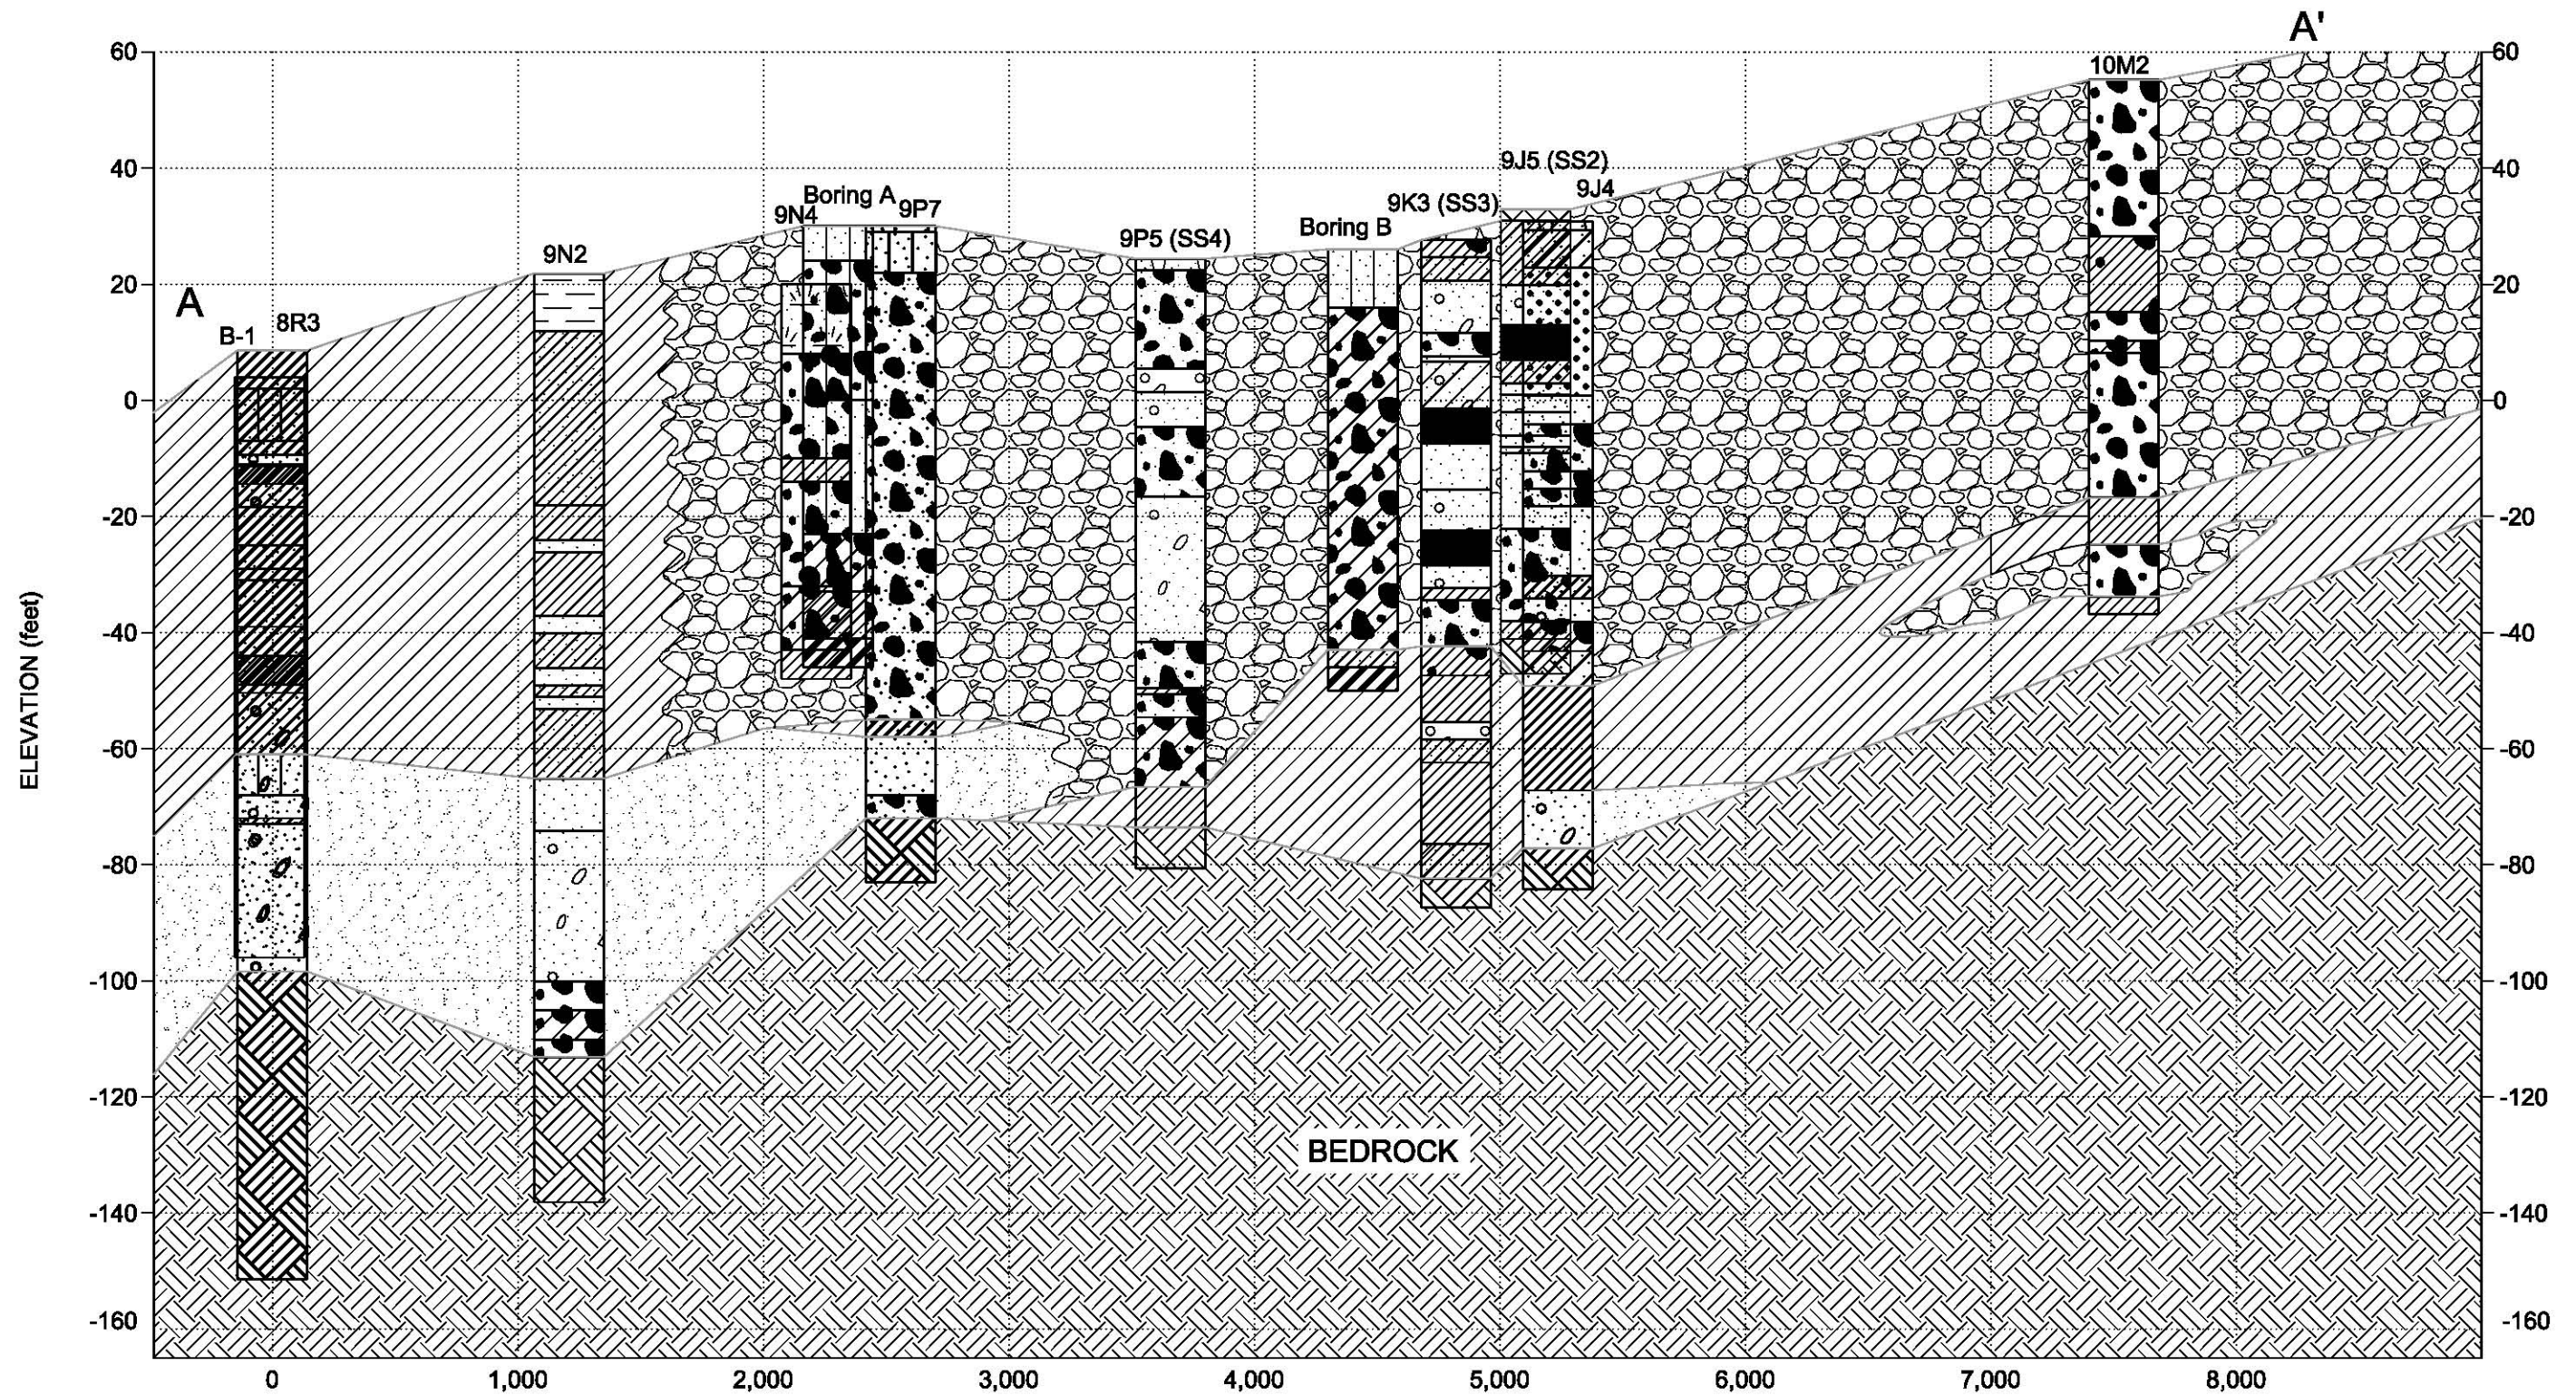 A'
60 60
10M2
9J5 (SS2)
40 40
9J4
Boring A
9K3 (SS3)
9P7
9N4
Boring B
9P5 (SS4)
9N2
20 20
A
8R3
B-1
0 0
-20 -20
-40 -40
ELEVATION (feet)
-60 -60
-80 -80
-100 -100
-120 -120
BEDROCK
-140 -140
-160 -160
0 1,000 2,000 3,000 4,000 5,000 6,000 7,000 8,000